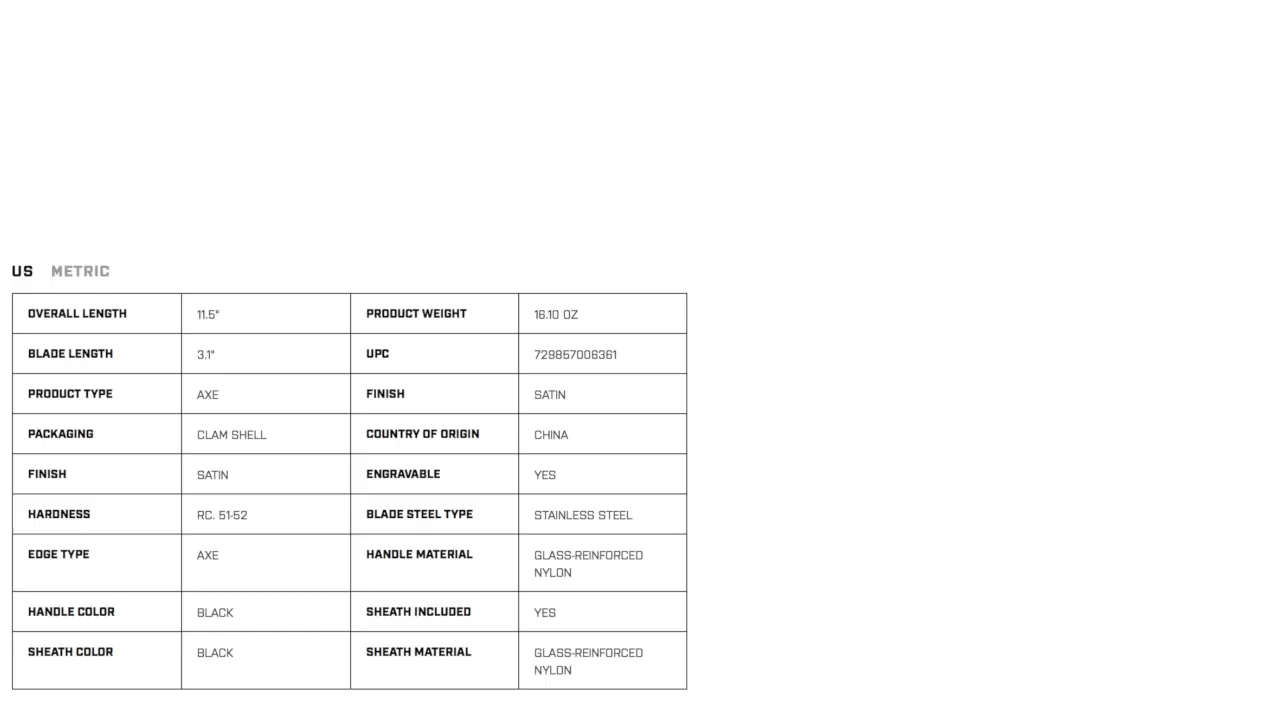 US METRIC
OVERALL LENGTH 11.5" PRODUCT WEIGHT 16.10 OZ
BLADE LENGTH 3.1" UPC 729857006361
PRODUCT TYPE AXE FINISH SATIN
PACKAGING CLAM SHELL COUNTRY OF ORIGIN CHINA
FINISH SATIN ENGRAVABLE YES
HARDNESS RC. 51-52 BLADE STEEL TYPE STAINLESS STEEL
EDGE TYPE AXE HANDLE MATERIAL GLASS-REINFORCED
NYLON
HANDLE COLOR BLACK SHEATH INCLUDED YES
SHEATH COLOR BLACK SHEATH MATERIAL GLASS-REINFORCED
NYLON